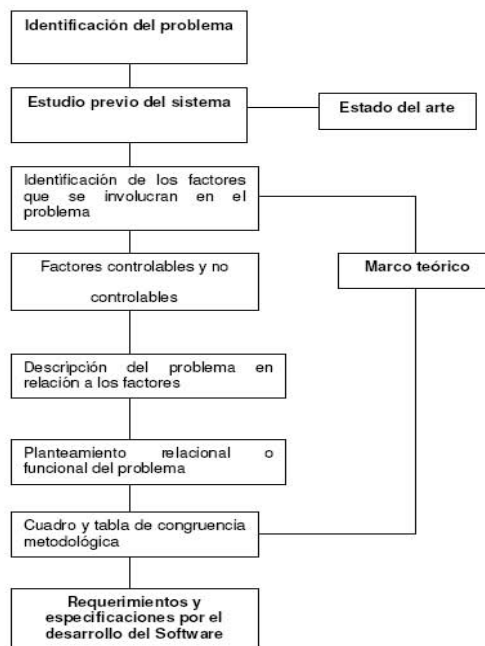 Identificación del problema
Estudio previo del sistema
Estado del arte
Identificación de los factores
que se involucran en el
problema
Factores controlables y no
controlables
Marco teórico
Descripción del problema en
relación a los factores
Planteamiento relacional o
funcional del problema
Cuadro y tabla de congruencia
metodológica
Requerimientos y
especificaciones por el
desarrollo del Software